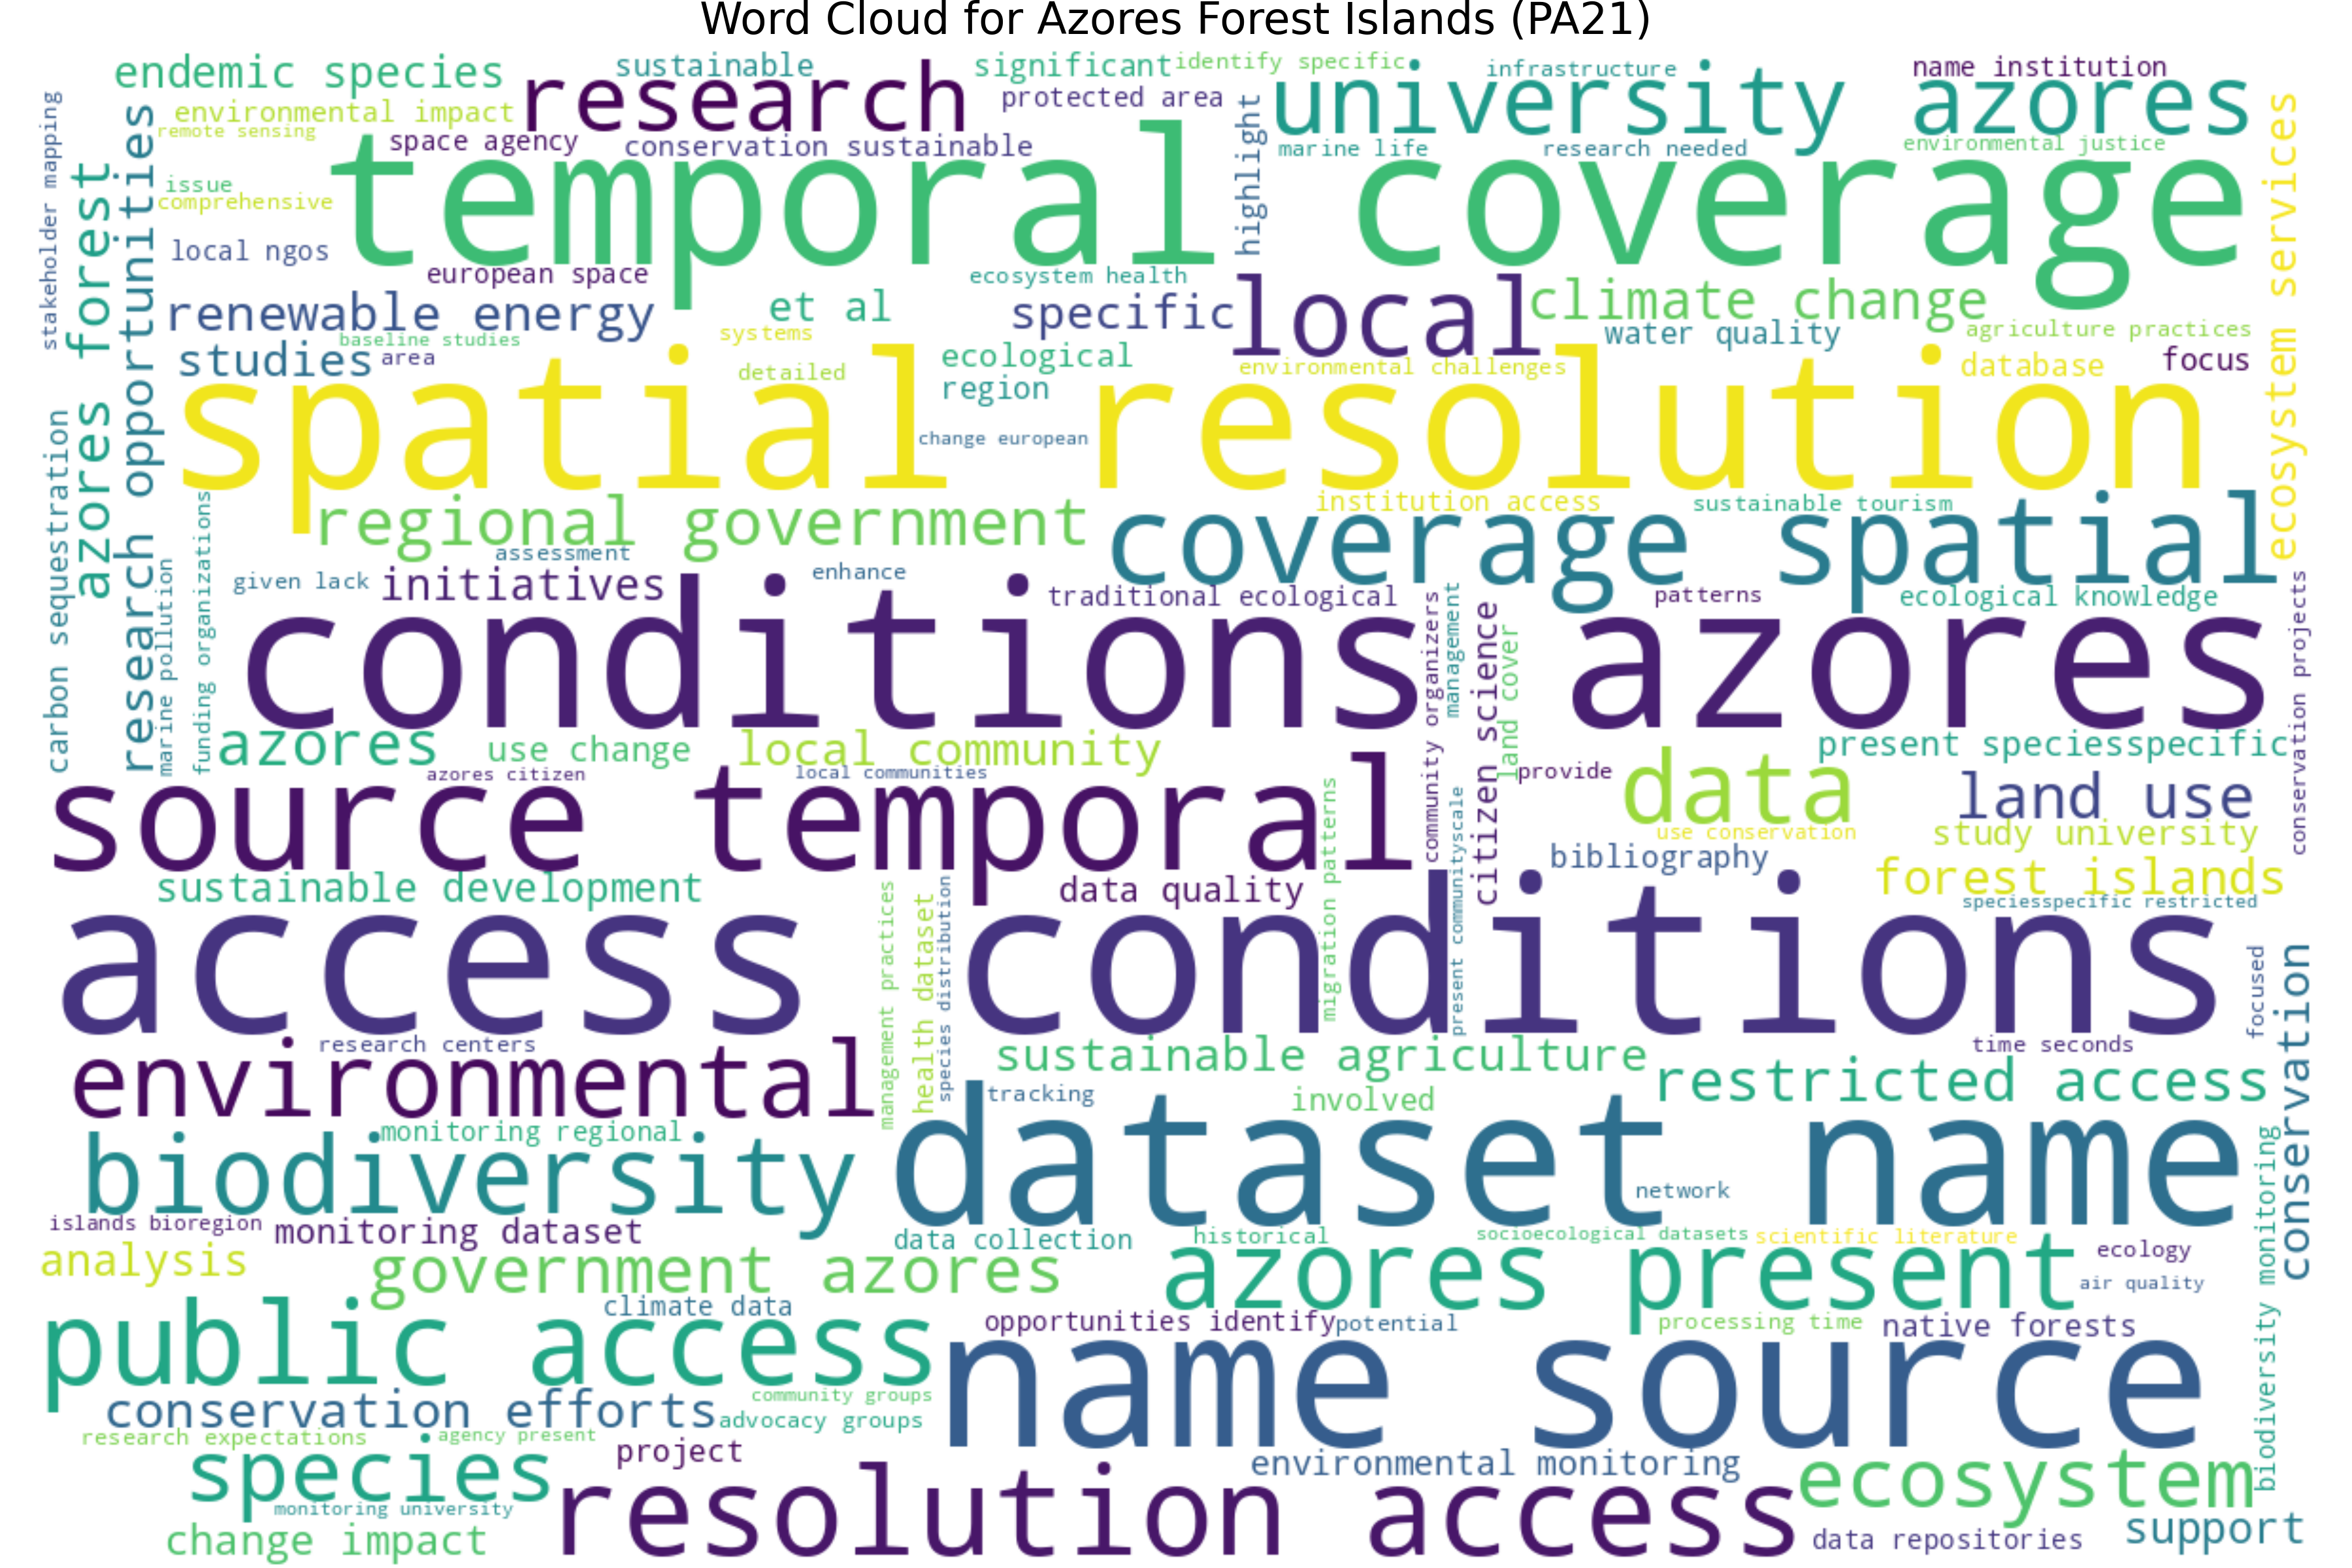 Word Cloud for Azores Forest Islands (PA21)
endemic species
sustainable
significant
identify specific
infrastructure
name institution
research
protected area
university azores
environmental impact
remote sensing
space agency
conservation sustainable
highlight
marine life
research needed
environmental justice
stakeholder mapping
azores forest
research opportunities
ecosystem services
temporal coverage
issue
comprehensive
local ngos
european space
ecosystem health
renewable energy
et al
specific
local
climate change
baseline studies
systems
water quality
agriculture practices
studies
area
detailed
ecological
region
environmental challenges
database
focus
spatial resolution
change european
carbon sequestration
marine pollution
funding organizations
regional government
institution access
sustainable tourism
coverage spatial
assessment
given lack
initiatives
enhance
traditional ecological
patterns
ecological knowledge
conditions azores
community organizers
management
citizen science
land cover
conservation projects
azores
use change
local community
present speciesspecific
azores citizen
local communities
provide
data
land use
source temporal
migration patterns
present communityscale
use conservation
study university
bibliography
sustainable development
data quality
forest islands
speciesspecific restricted
access conditions
management practices
health dataset
species distribution
focused
conservation
research centers
time seconds
environmental
sustainable agriculture
restricted access
tracking
involved
monitoring regional
biodiversity
dataset name
network
islands bioregion
monitoring dataset
data collection
historical
socioecological datasets
scientific literature
biodiversity monitoring
analysis
government azores
azores present
ecology
air quality
climate data
public access
opportunities identify
potential
processing time
native forests
name source
conservation efforts
community groups
advocacy groups
research expectations
agency present
project
species
environmental monitoring
ecosystem
monitoring university
resolution access
change impact
data repositories
support